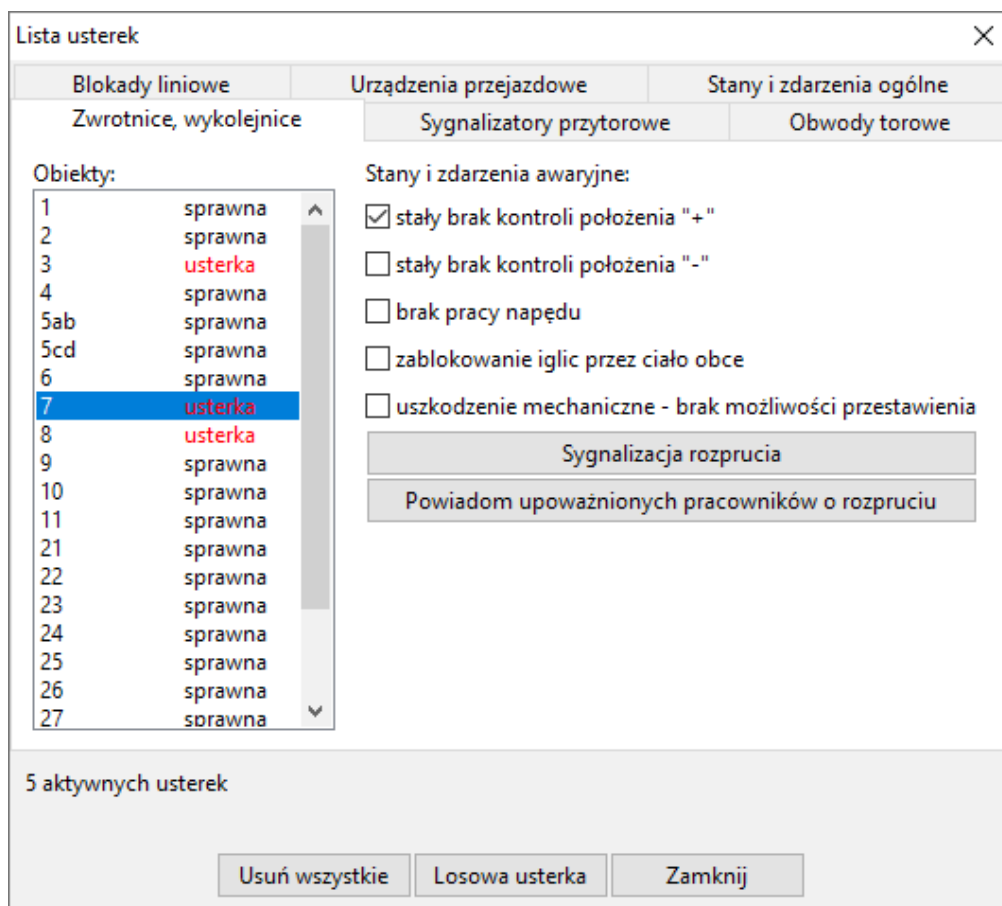 Lista usterek
Blokady liniowe Urządzenia przejazdowe Stany i zdarzenia ogólne
Zwrotnice, wykolejnice Sygnalizatory przytorowe Obwody torowe
Obiekty:
1 sprawna
2 sprawna
3 usterka
4 sprawna
5ab sprawna
5cd sprawna
6 sprawna
7 usterka
8 usterka
9 sprawna
10 sprawna
11 sprawna
21 sprawna
22 sprawna
23 sprawna
24 sprawna
25 sprawna
26 sprawna
27 sprawna
Stany i zdarzenia awaryjne:
stały brak kontroli położenia "+"
stały brak kontroli położenia "-"
brak pracy napędu
zablokowanie iglic przez ciało obce
uszkodzenie mechaniczne - brak możliwości przestawienia
Sygnalizacja rozprucia
Powiadom upoważnionych pracowników o rozpruciu
5 aktywnych usterek
Usuń wszystkie Losowa usterka Zamknij